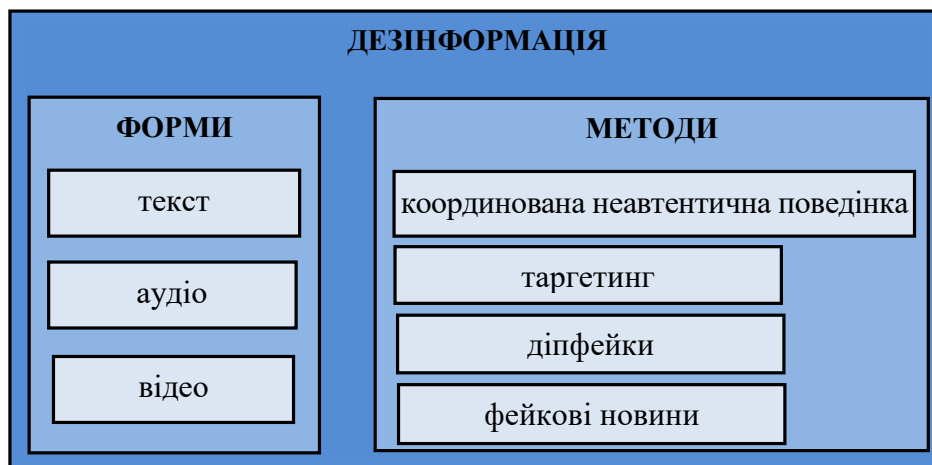 ДЕЗІНФОРМАЦІЯ
ФОРМИ
текст
аудіо
відео
МЕТОДИ
координована неавтентична поведінка
таргетинг
діпфейки
фейкові новини